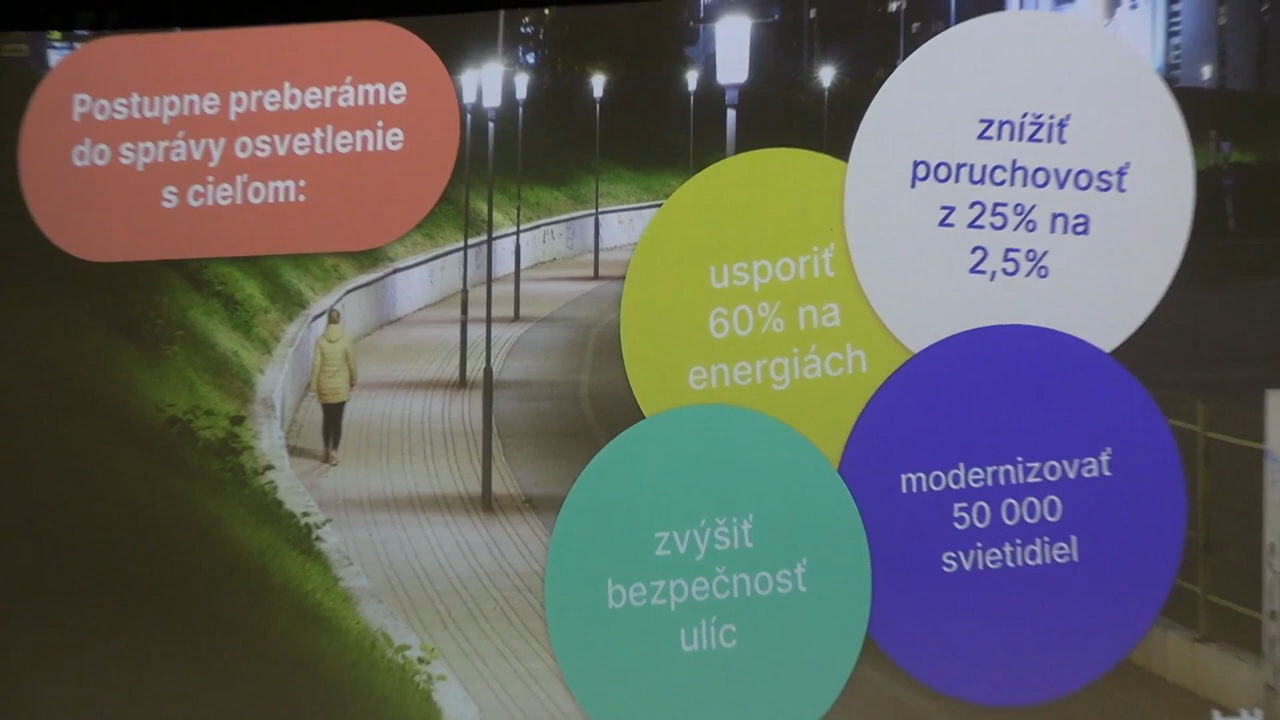 Postupne preberáme
do správy osvetlenie
s cieľom:
znížiť
poruchovosť
z 25% na
2,5%
usporiť
60% na
energiách
modernizovať
50 000
svietidiel
zvýšiť
bezpečnosť
ulíc